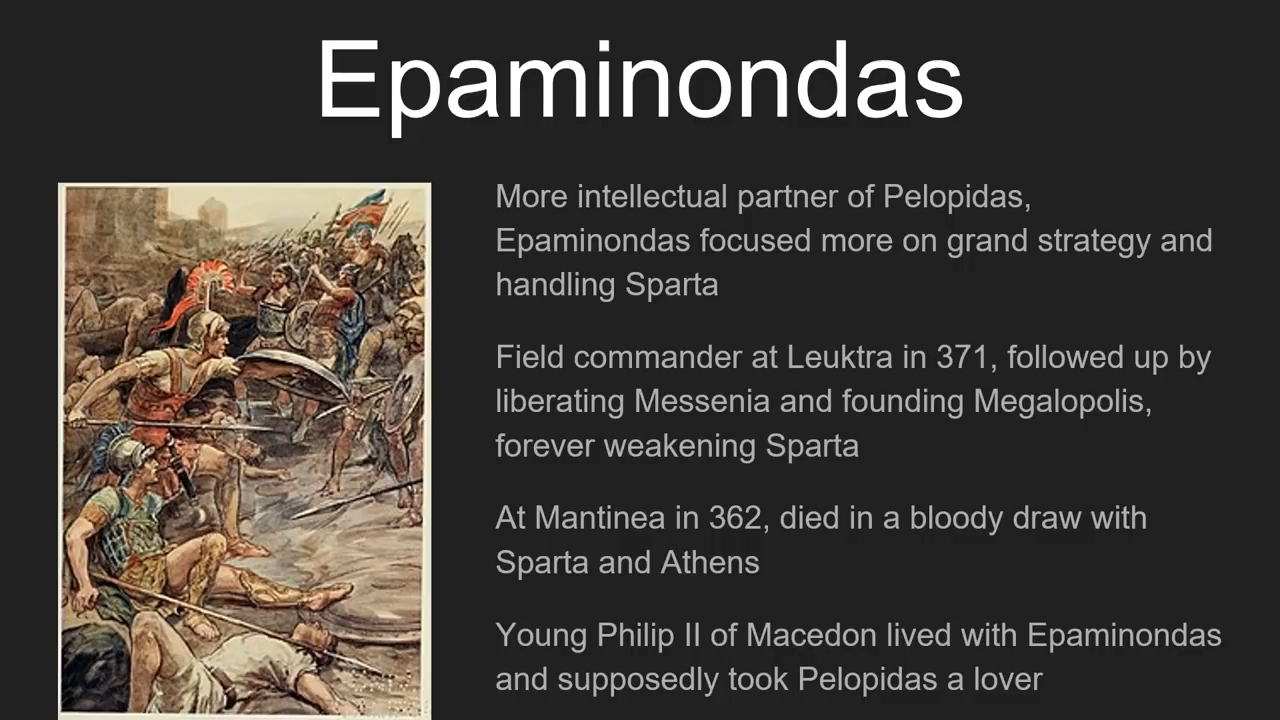 Epaminondas
More intellectual partner of Pelopidas,
Epaminondas focused more on grand strategy and
handling Sparta
Field commander at Leuktra in 371, followed up by
liberating Messenia and founding Megalopolis,
forever weakening Sparta
At Mantinea in 362, died in a bloody draw with
Sparta and Athens
Young Philip II of Macedon lived with Epaminondas
and supposedly took Pelopidas a lover